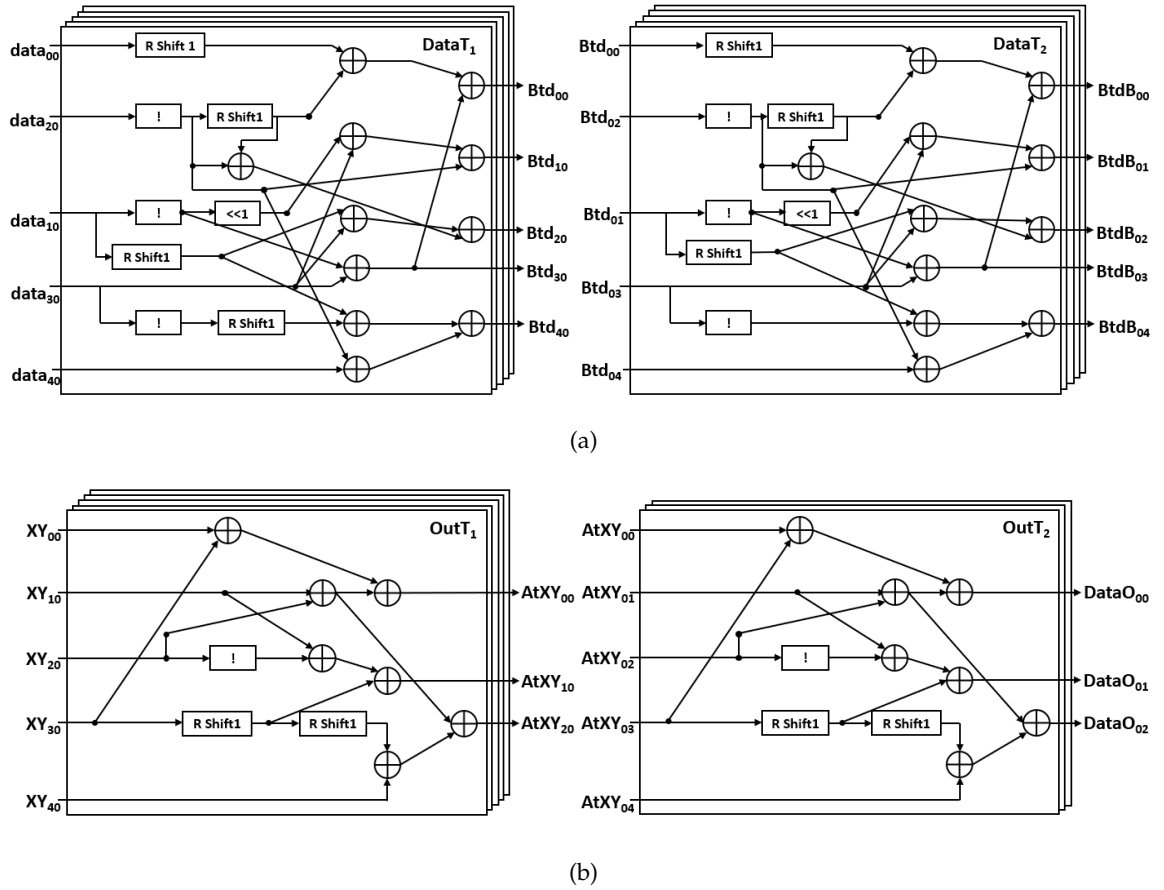 DataT₁
data₀₀
R Shift 1
Btd₀₀
data₂₀
!
R Shift1
Btd₁₀
data₁₀
!
<<1
Btd₂₀
R Shift1
Btd₃₀
data₃₀
!
R Shift1
Btd₄₀
data₄₀
DataT₂
Btd₀₀
R Shift1
BtdB₀₀
Btd₀₂
!
R Shift1
BtdB₀₁
Btd₀₁
!
<<1
BtdB₀₂
R Shift1
BtdB₀₃
Btd₀₃
!
BtdB₀₄
Btd₀₄
(a)
OutT₁
XY₀₀
XY₁₀
AtXY₀₀
XY₂₀
!
AtXY₁₀
XY₃₀
R Shift1
R Shift1
AtXY₂₀
XY₄₀
OutT₂
AtXY₀₀
AtXY₀₁
DataO₀₀
AtXY₀₂
!
DataO₀₁
AtXY₀₃
R Shift1
R Shift1
DataO₀₂
AtXY₀₄
(b)